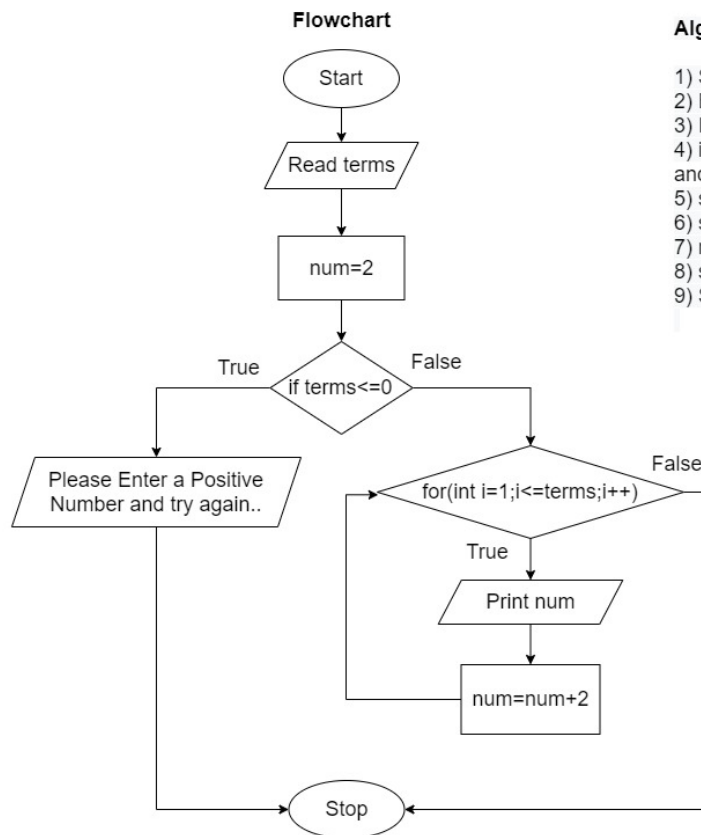 Flowchart
Start
Read terms
num=2
True
if terms<=0
False
Please Enter a Positive
Number and try again..
for(int i=1;i<=terms;i++)
False
True
Print num
num=num+2
Stop
1)
2)
3)
4)
5)
6)
7)
8)
9)